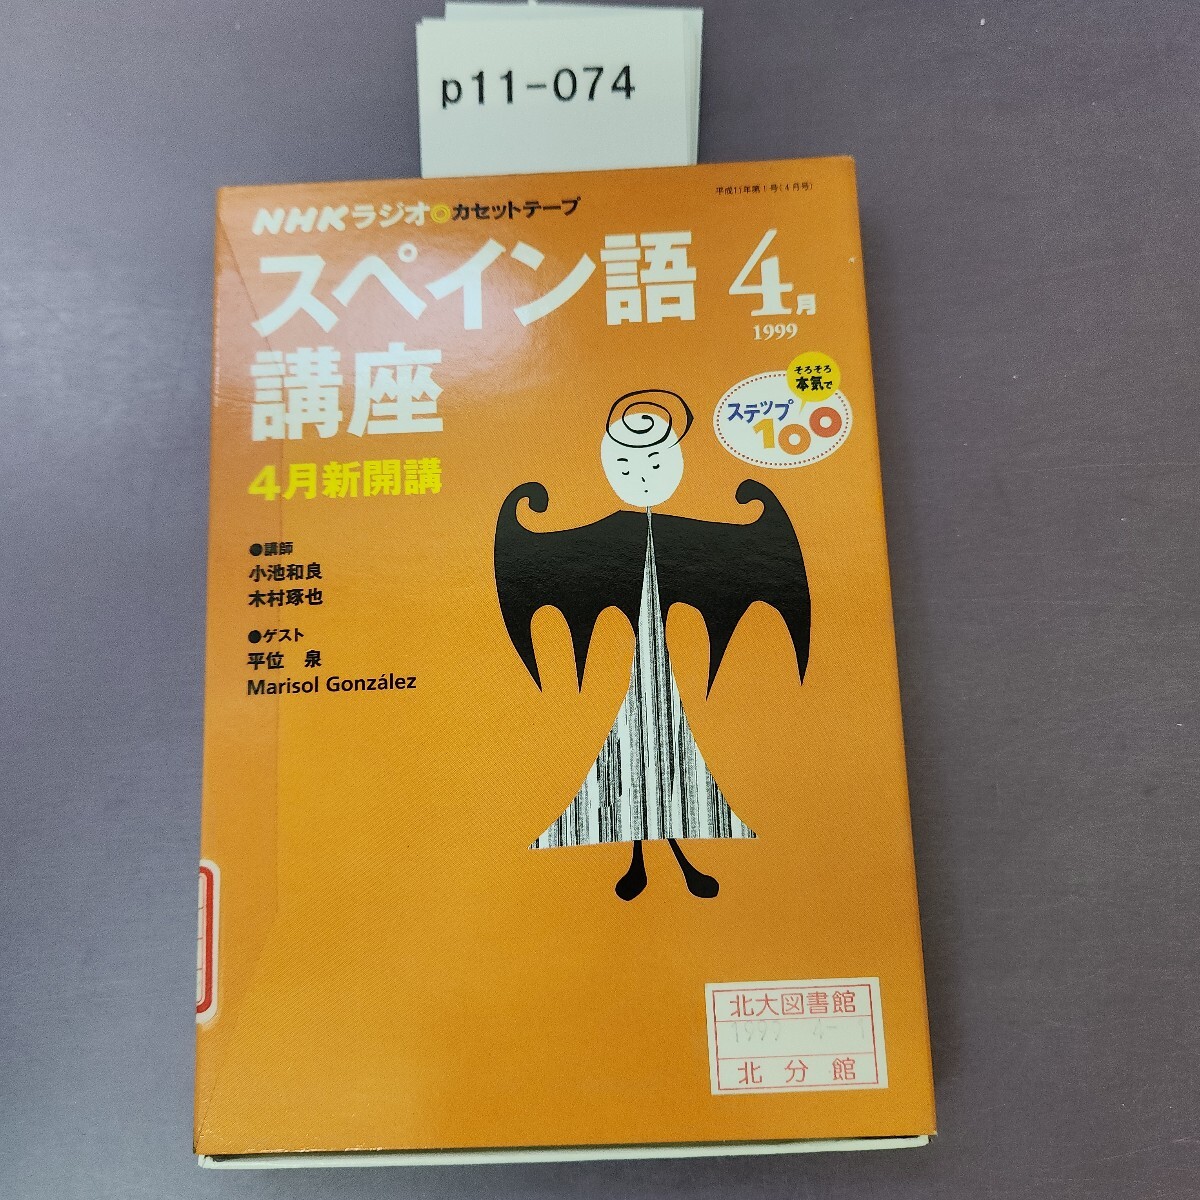 p11-074
平成11年第1号(4月号)
NHKラジオ カセットテープ
スペイン語
講座
4月
1999
そろそろ
本気で
ステップ
100
4月新開講
●講師
小池和良
木村琢也
●ゲスト
平位 泉
Marisol González
北大図書館
1999 4-1
北分館